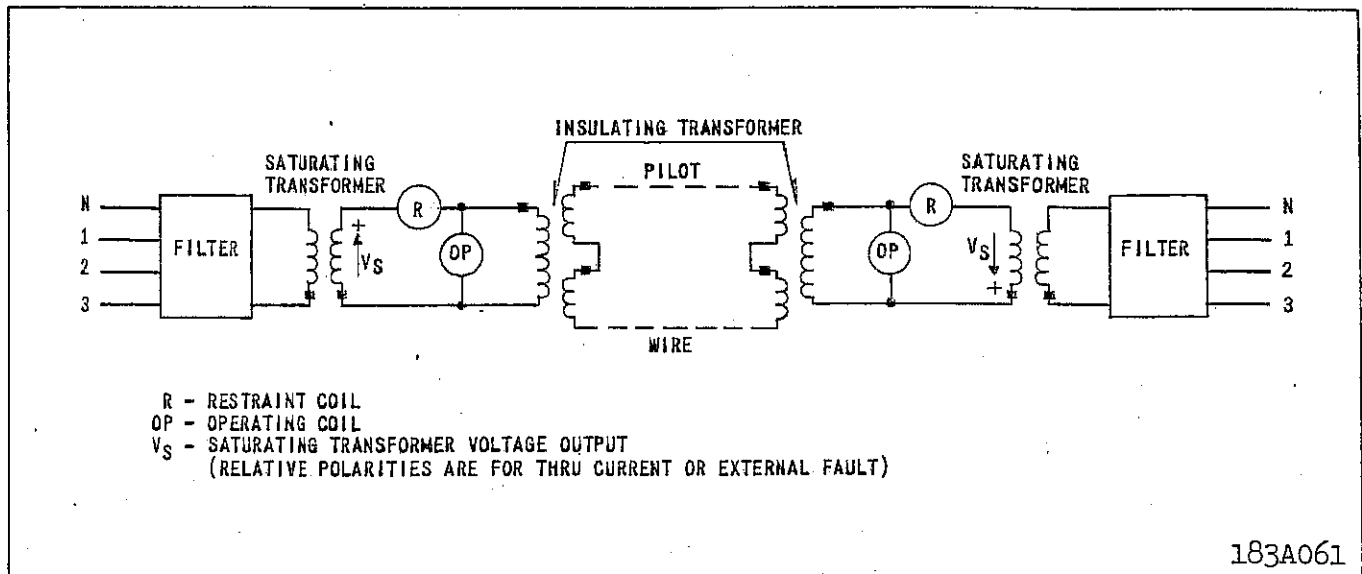 INSULATING TRANSFORMER
SATURATING
TRANSFORMER
PILOT
SATURATING
TRANSFORMER
N
1
2
3
FILTER
+
VS
R
OP
WIRE
OP
R
VS
+
FILTER
N
1
2
3
R - RESTRAINT COIL
OP - OPERATING COIL
VS - SATURATING TRANSFORMER VOLTAGE OUTPUT
(RELATIVE POLARITIES ARE FOR THRU CURRENT OR EXTERNAL FAULT)
183A061